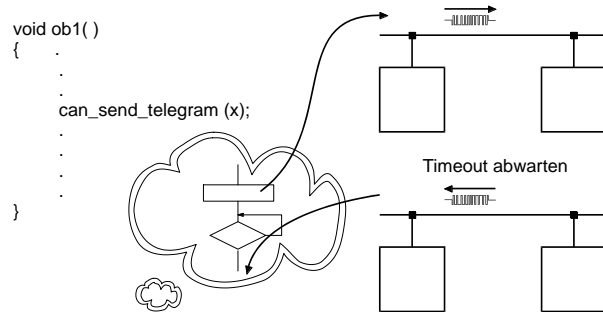 void ob1( )
{ .
.
.
can_send_telegram (x);
.
.
.
.
}
Timeout abwarten